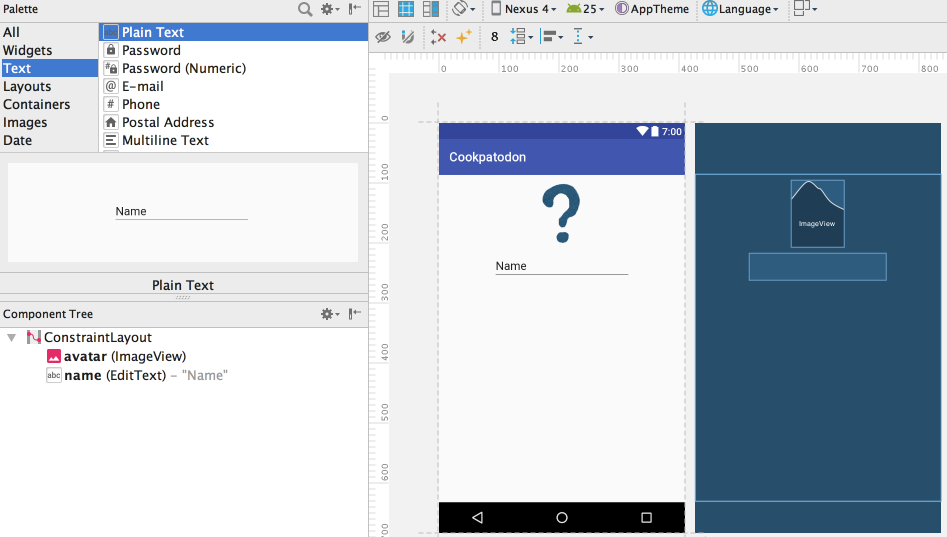 Palette
Nexus 4
25
AppTheme
Language
All
Widgets
Text
Layouts
Containers
Images
Date
Plain Text
Password
Password (Numeric)
E-mail
Phone
Postal Address
Multiline Text
8
0 100 200 300 400 500 600 700 800
0
100
200
300
400
500
600
Name
Plain Text
Component Tree
ConstraintLayout
avatar (ImageView)
abc name (EditText) – "Name"
7:00
Cookpatodon
Name
ImageView